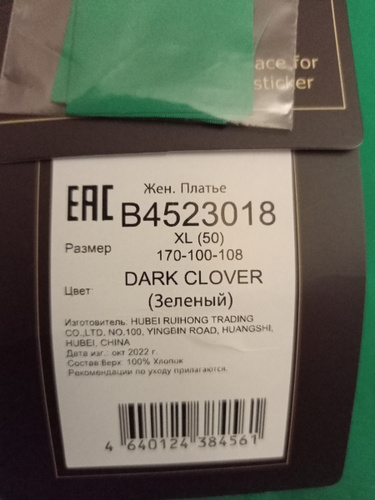 ace for
sticker
EAC Жен. Платье
B4523018
Размер XL (50)
170-100-108
Цвет: DARK CLOVER
(Зеленый)
Изготовитель: HUBEI RUIHONG TRADING
CO.,LTD. NO.100, YINGBIN ROAD, HUANGSHI,
HUBEI, CHINA
Дата изг.: окт 2022 г.
Состав Верх: 100% Хлопок
Рекомендации по уходу прилагаются.
4 640124 384561